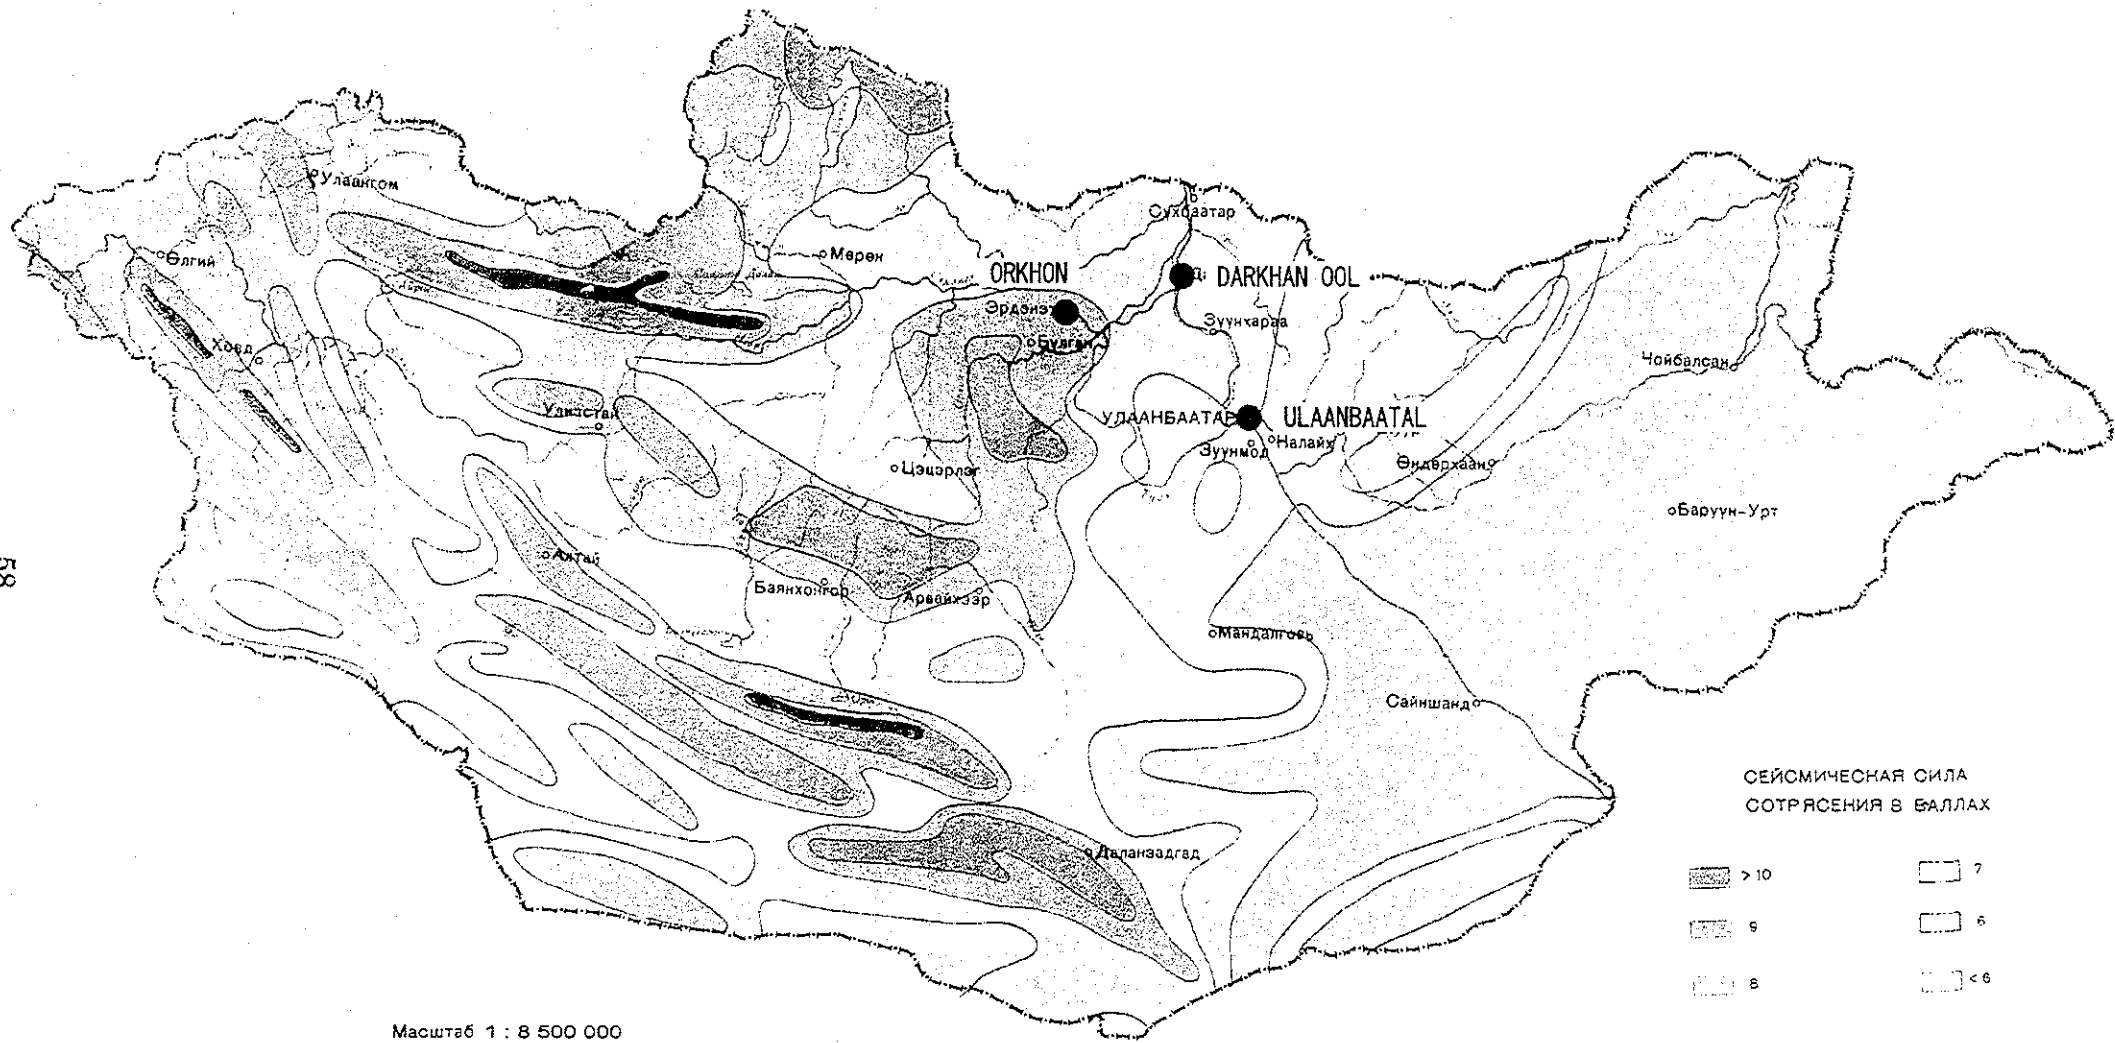 Улаангом
Сүхбаатар
Өлгий
Мөрөн
ORKHON
DARKHAN OOL
Эрдэнэт
Зуунхараа
Булган
Ховд
Чойбалсан
Улиастай
УЛААНБААТАР
ULAANBAATAL
Налайх
Зуунмод
Өндөрхаан
Цэцэрлэг
Баруун-Урт
Алтай
58
Баянхонгор
Арвайхээр
Мандалговь
Сайншанд
СЕЙСМИЧЕСКАЯ СИЛА
СОТРЯСЕНИЯ В БАЛЛАХ
Даланзадгад
>10
7
9
6
8
<6
Масштаб 1 : 8 500 000